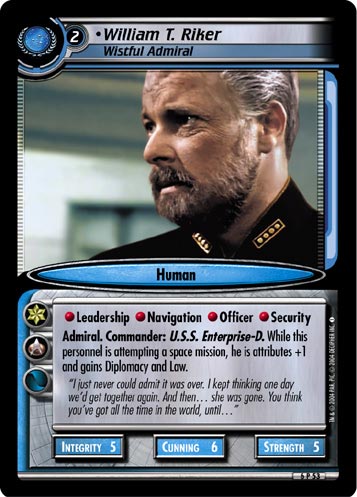 2
•William T. Riker
Wistful Admiral
Human
Leadership Navigation Officer Security
Admiral. Commander: U.S.S. Enterprise-D. While this
personnel is attempting a space mission, he is attributes +1
and gains Diplomacy and Law.
"I just never could admit it was over. I kept thinking one day
we'd get together again. And then… she was gone. You think
you've got all the time in the world, until…"
Integrity 5 Cunning 6 Strength 5
6 P 53